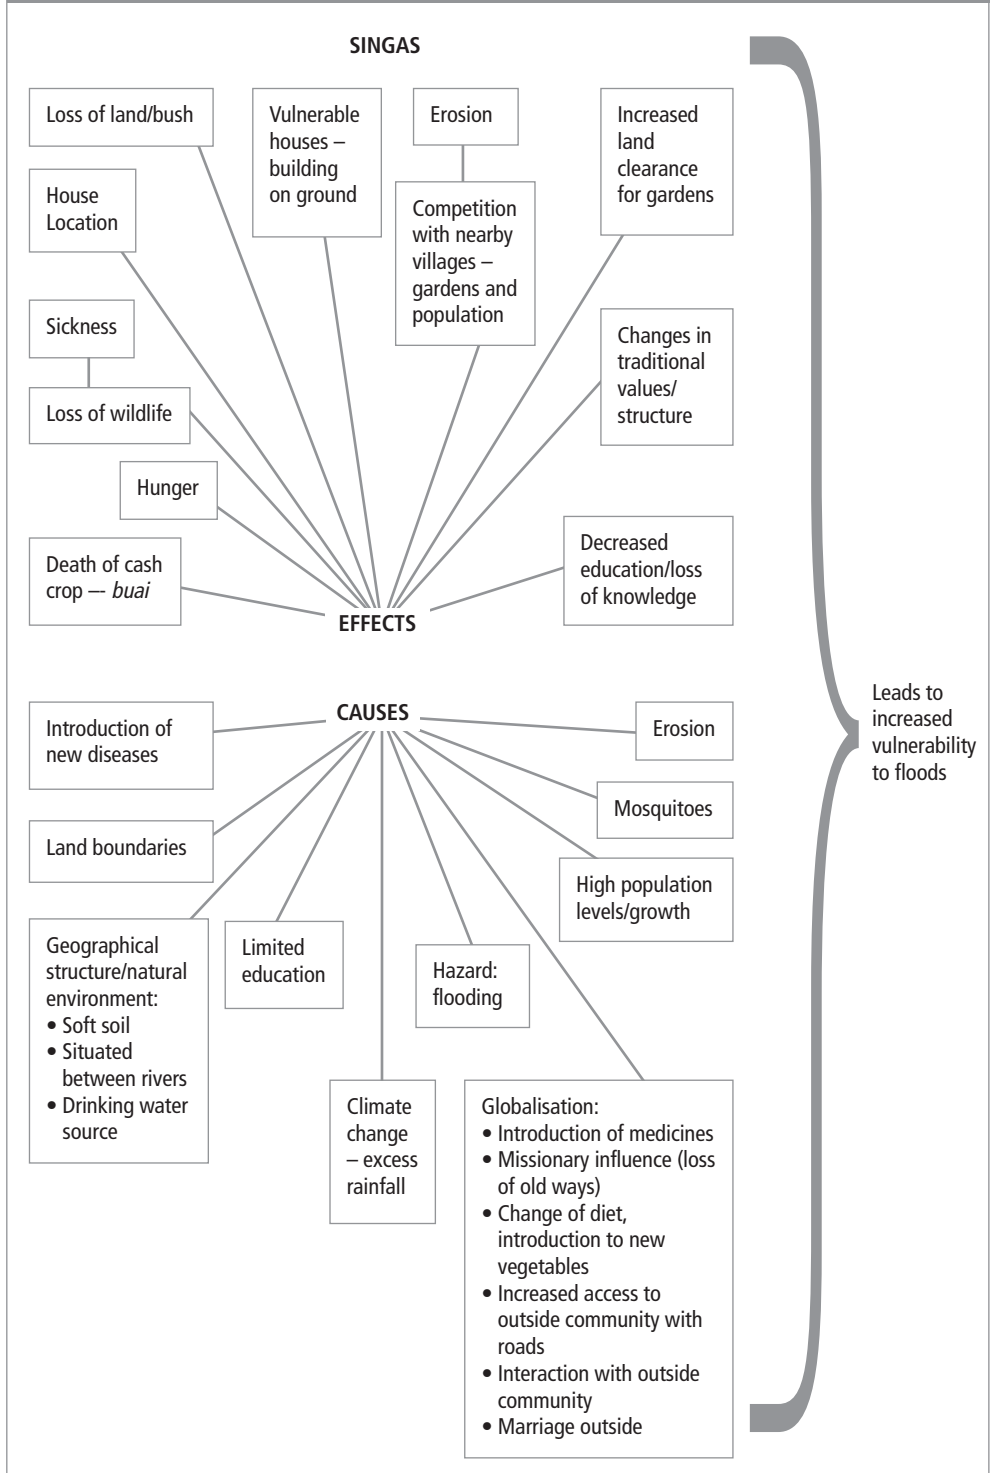 SINGAS
Loss of land/bush
Vulnerable
houses –
building
on ground
Erosion
Increased
land
clearance
for gardens
House
Location
Competition
with nearby
villages –
gardens and
population
Sickness
Changes in
traditional
values/
structure
Loss of wildlife
Hunger
Death of cash
crop –- buai
Decreased
education/loss
of knowledge
EFFECTS
CAUSES
Introduction of
new diseases
Erosion
Mosquitoes
Land boundaries
High population
levels/growth
Geographical
structure/natural
environment:
• Soft soil
• Situated
between rivers
• Drinking water
source
Limited
education
Hazard:
flooding
Climate
change
– excess
rainfall
Globalisation:
• Introduction of medicines
• Missionary influence (loss
of old ways)
• Change of diet,
introduction to new
vegetables
• Increased access to
outside community with
roads
• Interaction with outside
community
• Marriage outside
Leads to
increased
vulnerability
to floods